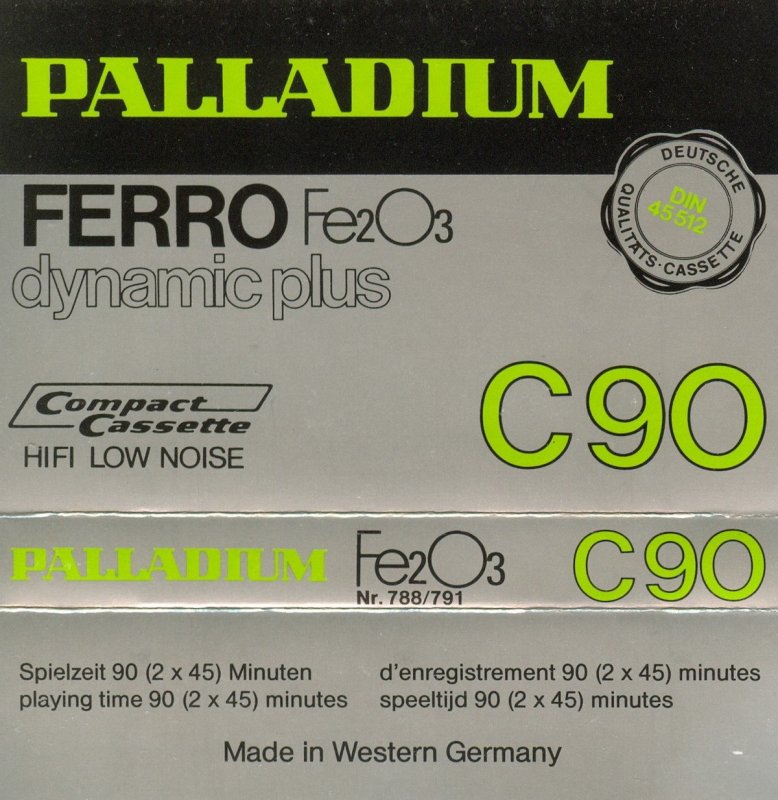 PALLADIUM
FERRO Fe2O3
dynamic plus
DEUTSCHE
QUALITÄTS·CASSETTE
DIN
45 512
Compact
Cassette
HIFI LOW NOISE
C90
PALLADIUM Fe2O3 C90
Nr. 788/791
Spielzeit 90 (2 x 45) Minuten
playing time 90 (2 x 45) minutes
d'enregistrement 90 (2 x 45) minutes
speeltijd 90 (2 x 45) minutes
Made in Western Germany